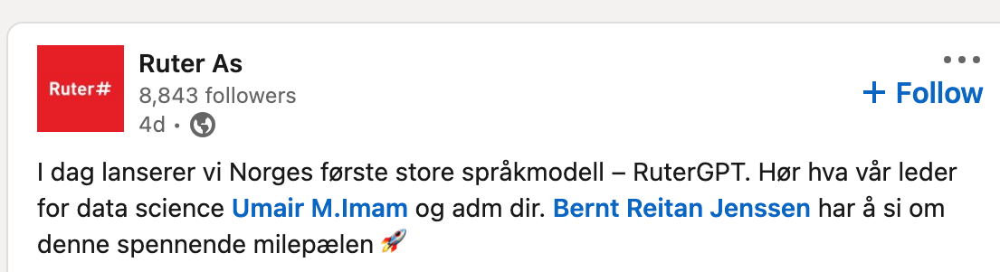 Ruter#
Ruter As
8,843 followers
4d •
+ Follow
I dag lanserer vi Norges første store språkmodell – RuterGPT. Hør hva vår leder
for data science Umair M.Imam og adm dir. Bernt Reitan Jenssen har å si om
denne spennende milepælen 🚀